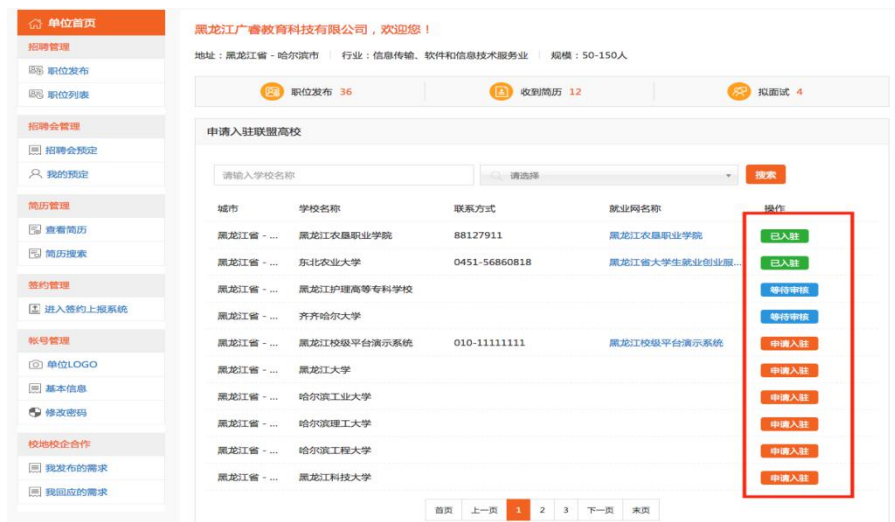 单位首页
招聘管理
职位发布
职位列表
招聘会管理
招聘会预定
我的预定
简历管理
查看简历
简历搜索
签约管理
进入签约上报系统
帐号管理
单位LOGO
基本信息
修改密码
校地校企合作
我发布的需求
我回应的需求
黑龙江广睿教育科技有限公司，欢迎您！
地址：黑龙江省 - 哈尔滨市 行业：信息传输、软件和信息技术服务业 规模：50-150人
职位发布 36 收到简历 12 拟面试 4
申请入驻联盟高校
请输入学校名称 请选择 搜索
城市 学校名称 联系方式 就业网名称 操作
黑龙江省 - ... 黑龙江农垦职业学院 88127911 黑龙江农垦职业学院 已入驻
黑龙江省 - ... 东北农业大学 0451-56860818 黑龙江省大学生就业创业服... 已入驻
黑龙江省 - ... 黑龙江护理高等专科学校 等待审核
黑龙江省 - ... 齐齐哈尔大学 等待审核
黑龙江省 - ... 黑龙江校级平台演示系统 010-11111111 黑龙江校级平台演示系统 申请入驻
黑龙江省 - ... 黑龙江大学 申请入驻
黑龙江省 - ... 哈尔滨工业大学 申请入驻
黑龙江省 - ... 哈尔滨理工大学 申请入驻
黑龙江省 - ... 哈尔滨工程大学 申请入驻
黑龙江省 - ... 黑龙江科技大学 申请入驻
首页 上一页 1 2 3 下一页 末页